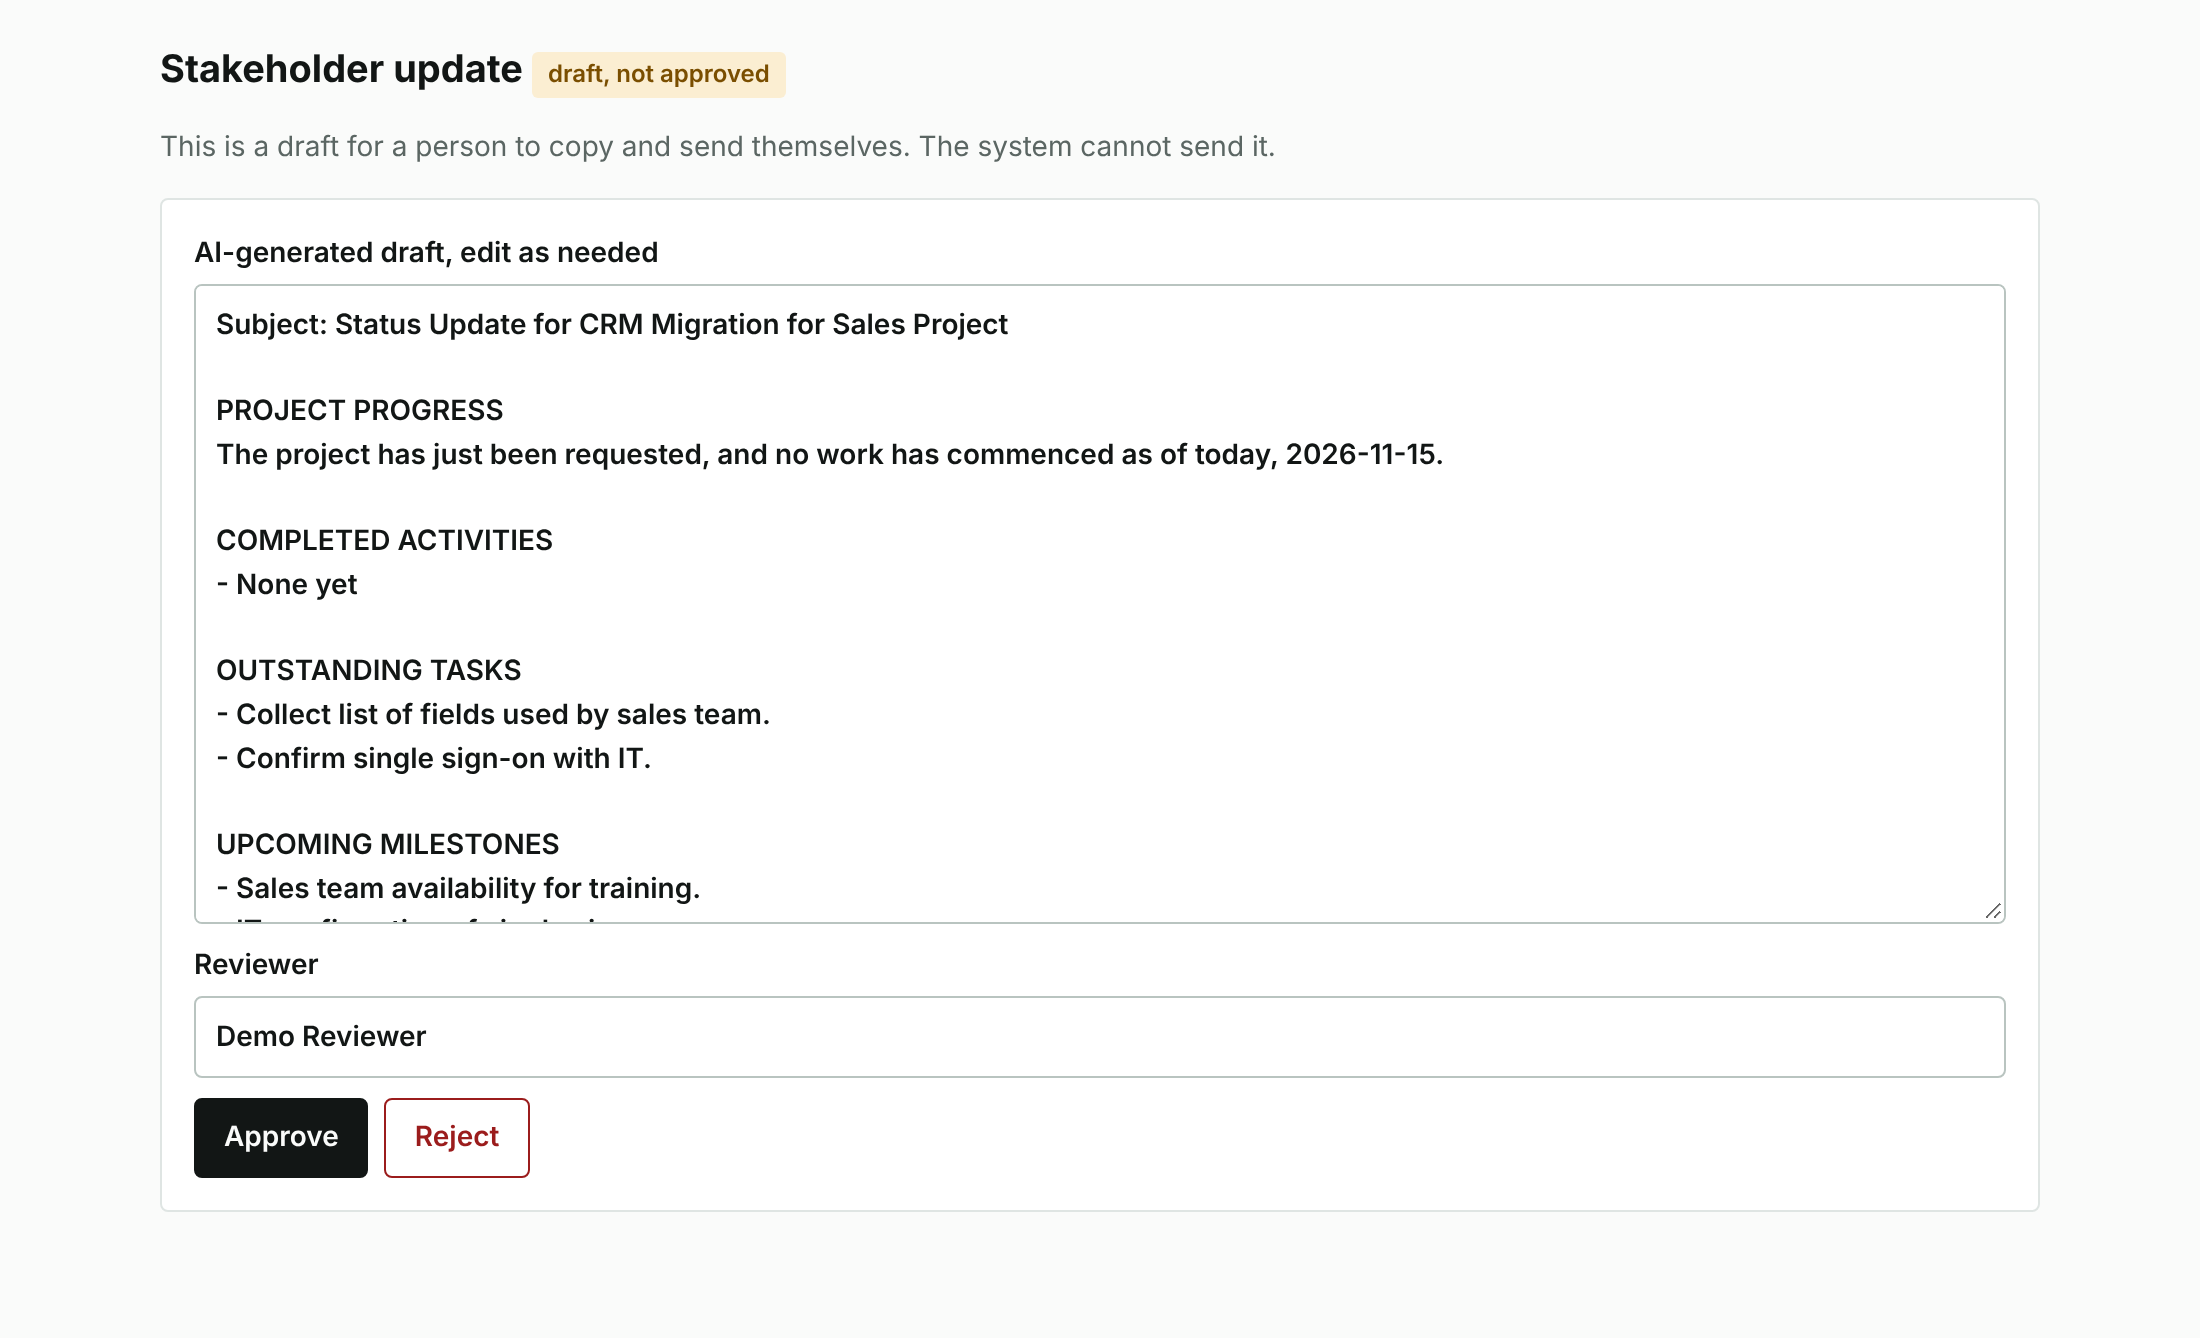 Stakeholder update draft, not approved
This is a draft for a person to copy and send themselves. The system cannot send it.
AI-generated draft, edit as needed
Subject: Status Update for CRM Migration for Sales Project
PROJECT PROGRESS
The project has just been requested, and no work has commenced as of today, 2026-11-15.
COMPLETED ACTIVITIES
- None yet
OUTSTANDING TASKS
- Collect list of fields used by sales team.
- Confirm single sign-on with IT.
UPCOMING MILESTONES
- Sales team availability for training.
Reviewer
Demo Reviewer
Approve Reject